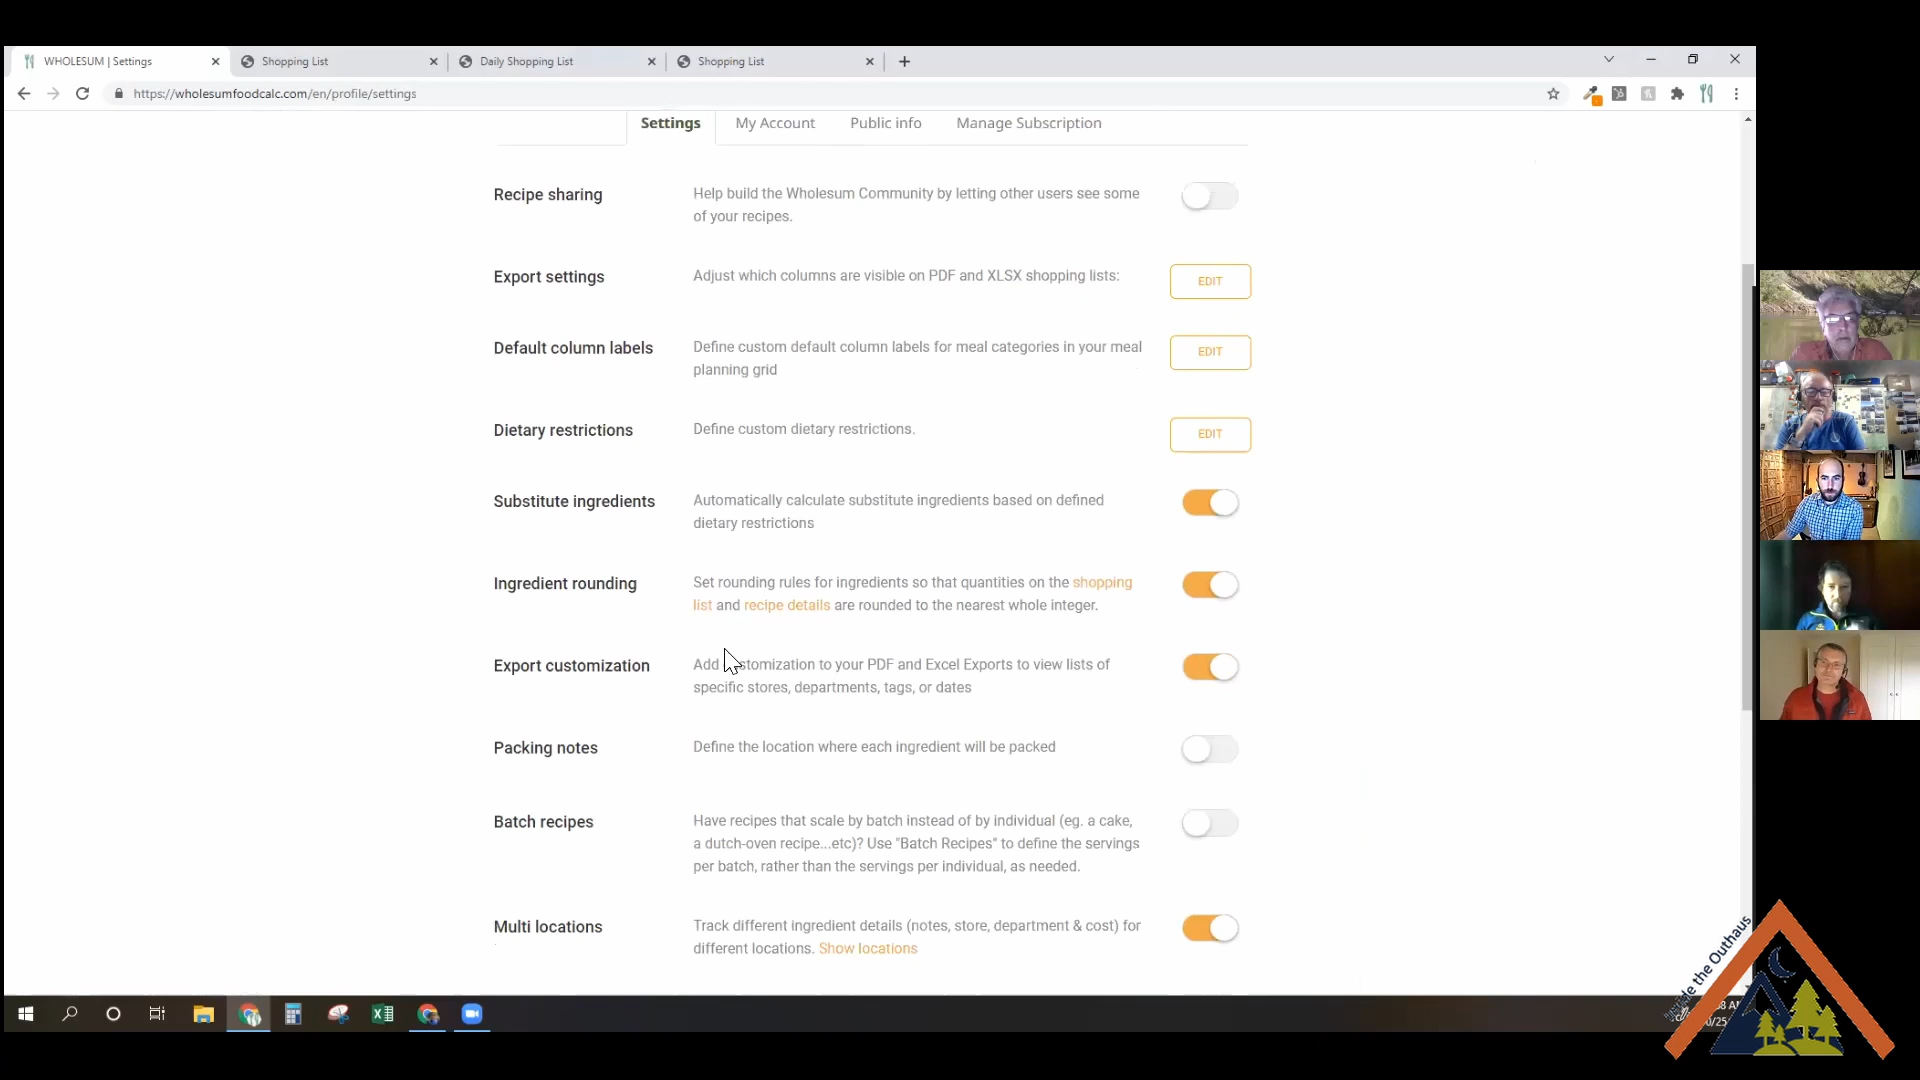 WHOLESUM | Settings
Shopping List
Daily Shopping List
Shopping List
https://wholesumfoodcalc.com/en/profile/settings
Settings
My Account
Public info
Manage Subscription
Recipe sharing
Help build the Wholesum Community by letting other users see some
of your recipes.
Export settings
Adjust which columns are visible on PDF and XLSX shopping lists:
EDIT
Default column labels
Define custom default column labels for meal categories in your meal
planning grid
EDIT
Dietary restrictions
Define custom dietary restrictions.
EDIT
Substitute ingredients
Automatically calculate substitute ingredients based on defined
dietary restrictions
Ingredient rounding
Set rounding rules for ingredients so that quantities on the shopping
list and recipe details are rounded to the nearest whole integer.
Export customization
Add customization to your PDF and Excel Exports to view lists of
specific stores, departments, tags, or dates
Packing notes
Define the location where each ingredient will be packed
Batch recipes
Have recipes that scale by batch instead of by individual (eg. a cake,
a dutch-oven recipe...etc)? Use "Batch Recipes" to define the servings
per batch, rather than the servings per individual, as needed.
Multi locations
Track different ingredient details (notes, store, department & cost) for
different locations. Show locations
the Outhaus